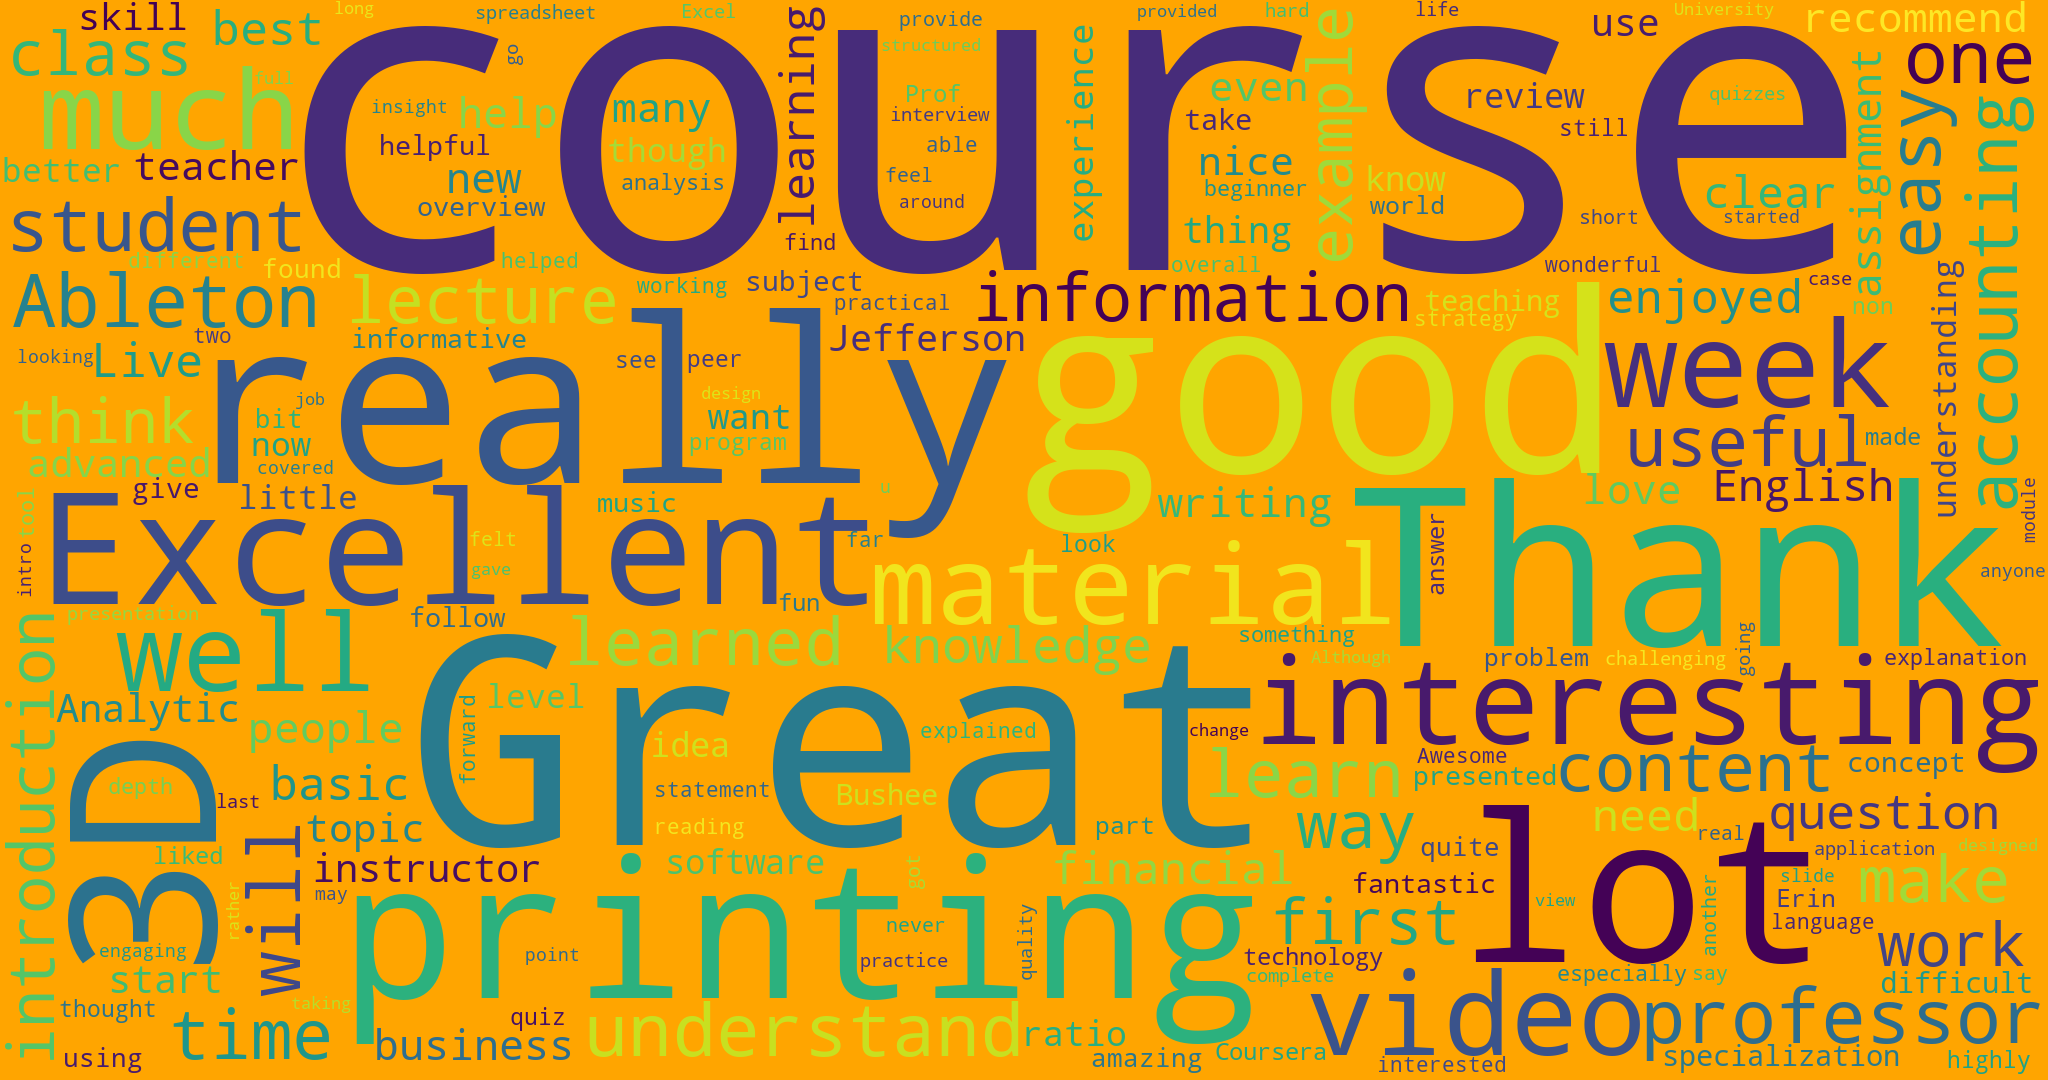 skill
long
spreadsheet
Excel
provide
provided
hard
life
use
University
recommend
class
best
go
course
learning
structured
example
one
much
full
insight
help
many
Prof
experience
even
review
quizzes
assignment
easy
accounting
helpful
though
interview
take
still
better
teacher
new
analysis
able
nice
know
clear
feel
beginner
student
overview
around
world
short
started
thing
find
different
found
helped
overall
wonderful
Ableton
lecture
working
subject
practical
information
teaching
enjoyed
case
non
understanding
two
informative
Jefferson
strategy
looking
Live
really
see
peer
good
week
job
design
think
bit
want
useful
made
now
program
advanced
covered
give
little
u
writing
love
English
music
Thank
tool
Excellent
felt
far
look
answer
module
intro
gave
material
anyone
presentation
follow
fun
introduction
well
learned
knowledge
something
Although
problem
going
challenging
explanation
Great
interesting
Analytic
level
people
forward
idea
explained
change
Awesome
3D
depth
basic
statement
Bushee
learn
presented
content
concept
last
will
topic
reading
part
way
lot
need
question
real
liked
instructor
software
got
financial
quite
application
designed
may
printing
fantastic
slide
make
rather
first
view
another
Erin
language
never
engaging
point
practice
quality
technology
work
start
complete
especially
say
difficult
thought
taking
time
quiz
understand
ratio
video
professor
business
using
amazing
Coursera
interested
specialization
highly